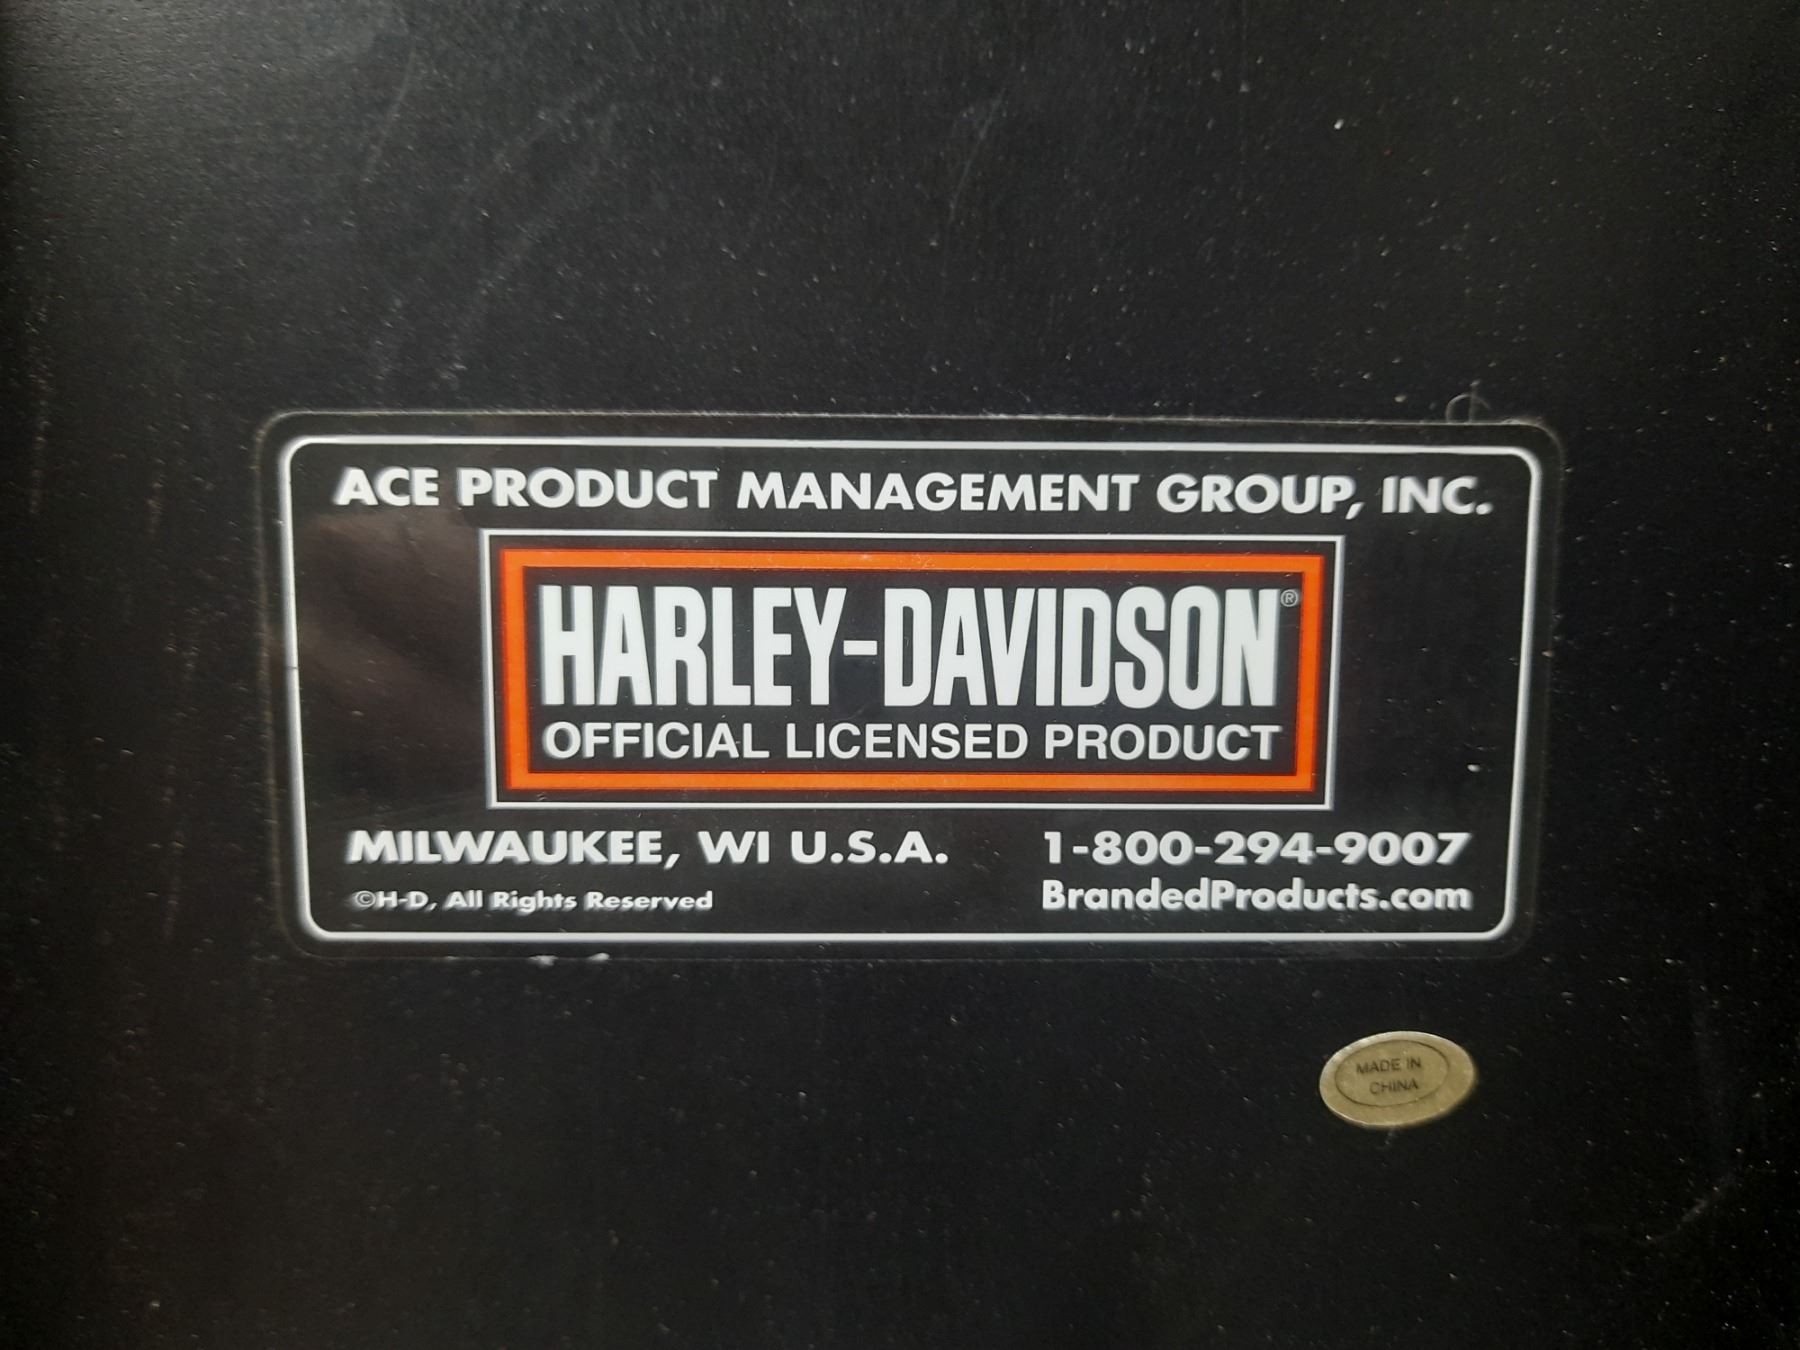 ACE PRODUCT MANAGEMENT GROUP, INC.
HARLEY-DAVIDSON®
OFFICIAL LICENSED PRODUCT
MILWAUKEE, WI U.S.A.
©H-D, All Rights Reserved
1-800-294-9007
BrandedProducts.com
MADE IN
CHINA